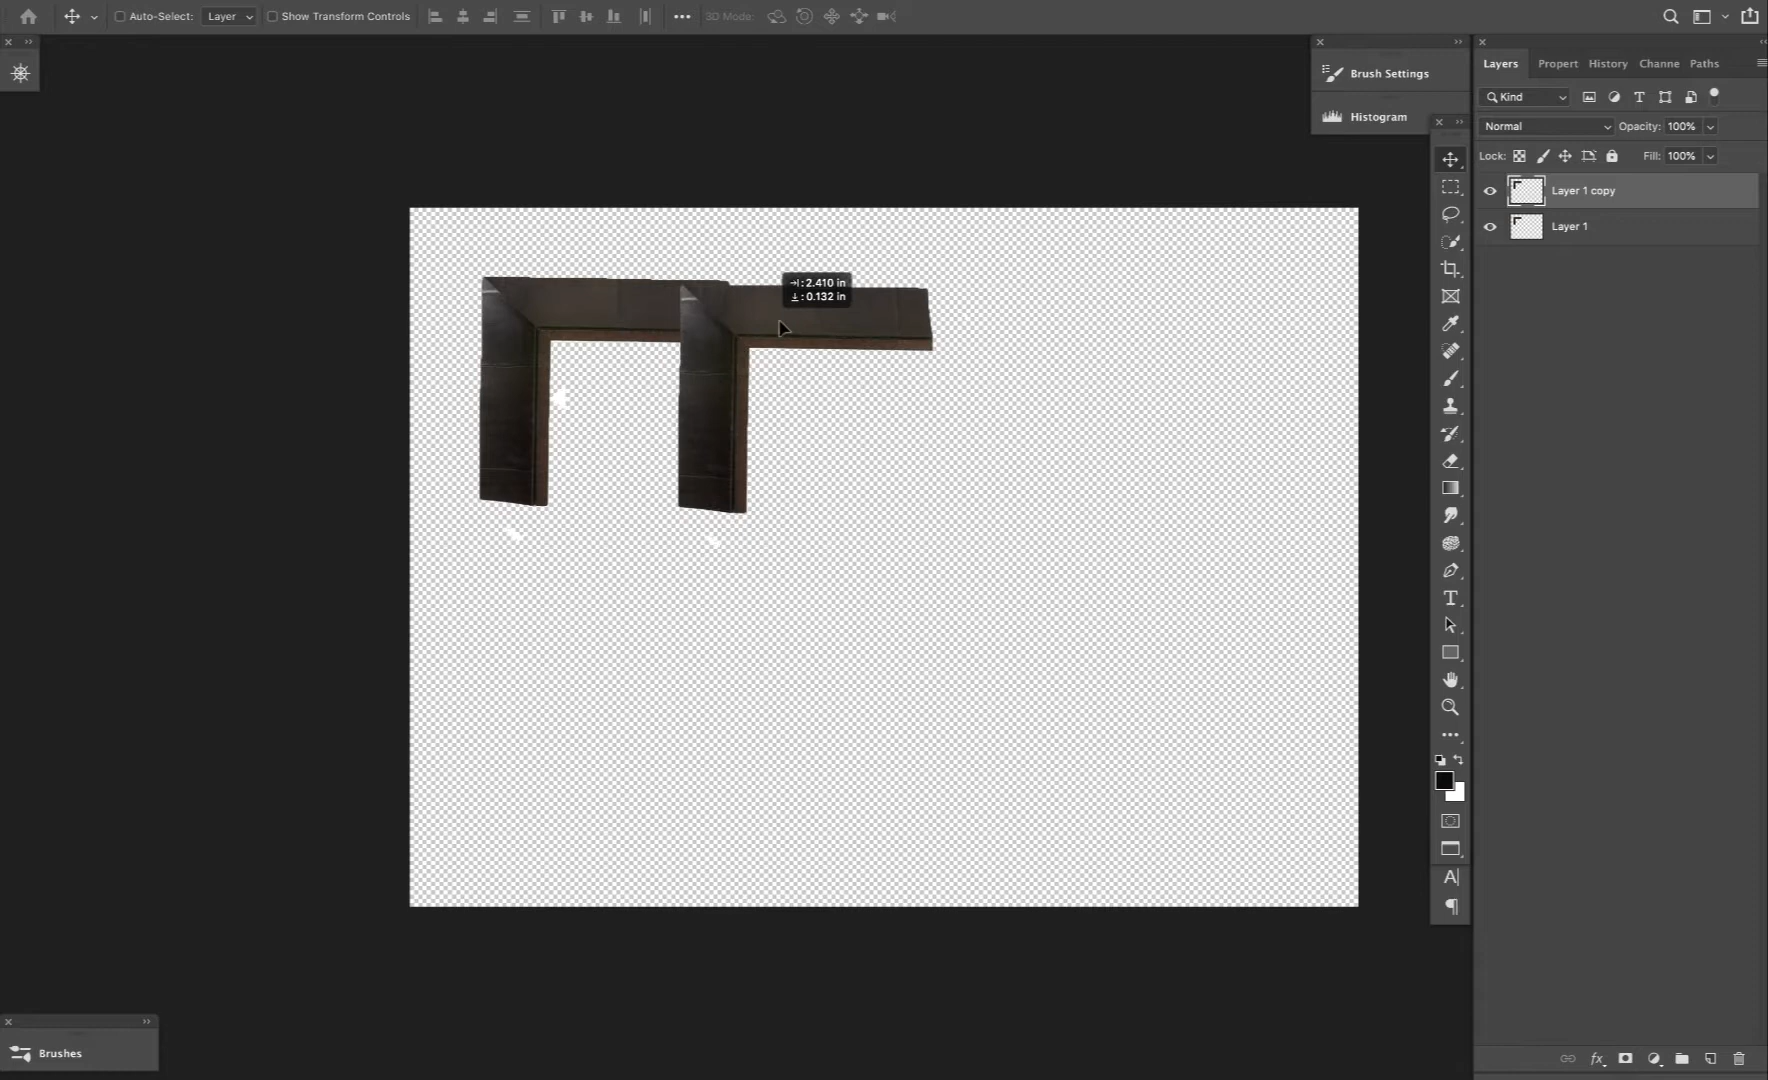 Auto-Select: Layer Show Transform Controls 3D Mode:
Brush Settings
Histogram
Layers Propert History Channe Paths
Kind
Normal Opacity: 100%
Lock: Fill: 100%
Layer 1 copy
Layer 1
: 2.410 in
: 0.132 in
Brushes